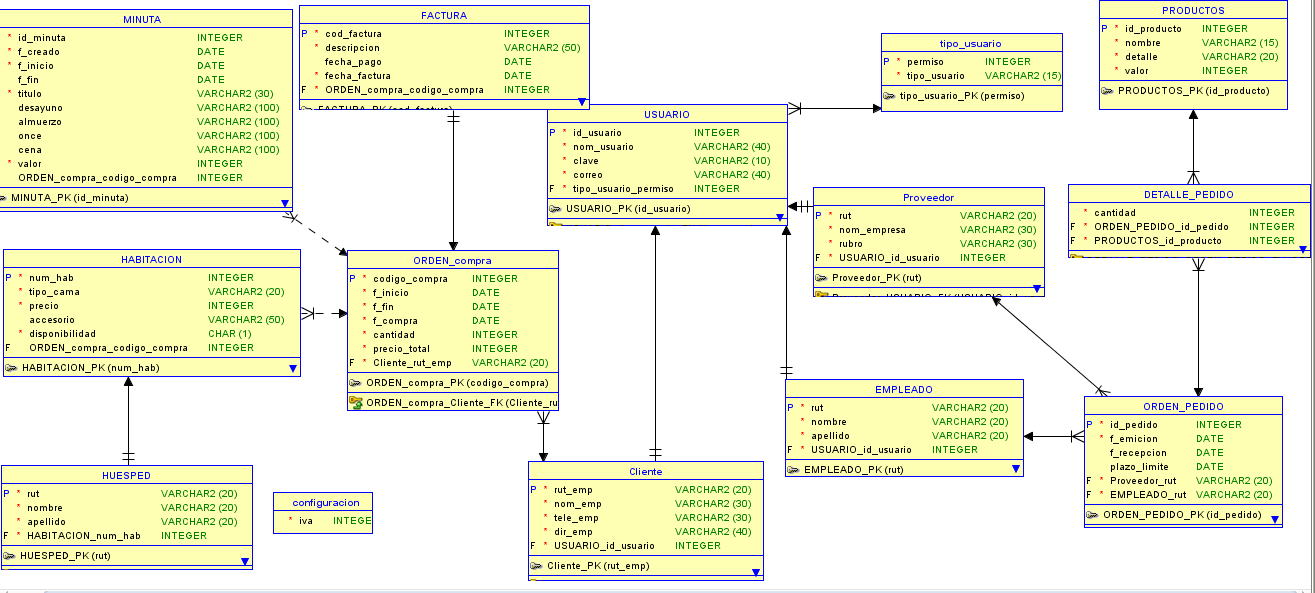 MINUTA
* id_minuta INTEGER
* f_creado DATE
* f_inicio DATE
f_fin DATE
* titulo VARCHAR2 (30)
desayuno VARCHAR2 (100)
almuerzo VARCHAR2 (100)
once VARCHAR2 (100)
cena VARCHAR2 (100)
* valor INTEGER
ORDEN_compra_codigo_compra INTEGER
MINUTA_PK (id_minuta)
FACTURA
P * cod_factura INTEGER
* descripcion VARCHAR2 (50)
fecha_pago DATE
* fecha_factura DATE
F * ORDEN_compra_codigo_compra INTEGER
FACTURA_PK (cod_factura)
USUARIO
P * id_usuario INTEGER
* nom_usuario VARCHAR2 (40)
* clave VARCHAR2 (10)
* correo VARCHAR2 (40)
F * tipo_usuario_permiso INTEGER
USUARIO_PK (id_usuario)
tipo_usuario
P * permiso INTEGER
* tipo_usuario VARCHAR2 (15)
tipo_usuario_PK (permiso)
PRODUCTOS
P * id_producto INTEGER
* nombre VARCHAR2 (15)
* detalle VARCHAR2 (20)
* valor INTEGER
PRODUCTOS_PK (id_producto)
Proveedor
P * rut VARCHAR2 (20)
* nom_empresa VARCHAR2 (30)
* rubro VARCHAR2 (30)
F * USUARIO_id_usuario INTEGER
Proveedor_PK (rut)
DETALLE_PEDIDO
* cantidad INTEGER
F * ORDEN_PEDIDO_id_pedido INTEGER
F * PRODUCTOS_id_producto INTEGER
HABITACION
P * num_hab INTEGER
* tipo_cama VARCHAR2 (20)
* precio INTEGER
accesorio VARCHAR2 (50)
* disponibilidad CHAR (1)
F ORDEN_compra_codigo_compra INTEGER
HABITACION_PK (num_hab)
ORDEN_compra
P * codigo_compra INTEGER
* f_inicio DATE
* f_fin DATE
* f_compra DATE
* cantidad INTEGER
* precio_total INTEGER
F * Cliente_rut_emp VARCHAR2 (20)
ORDEN_compra_PK (codigo_compra)
ORDEN_compra_Cliente_FK (Cliente_ru
EMPLEADO
P * rut VARCHAR2 (20)
* nombre VARCHAR2 (20)
* apellido VARCHAR2 (20)
F * USUARIO_id_usuario INTEGER
EMPLEADO_PK (rut)
ORDEN_PEDIDO
P * id_pedido INTEGER
* f_emicion DATE
f_recepcion DATE
plazo_limite DATE
F * Proveedor_rut VARCHAR2 (20)
F * EMPLEADO_rut VARCHAR2 (20)
ORDEN_PEDIDO_PK (id_pedido)
HUESPED
P * rut VARCHAR2 (20)
* nombre VARCHAR2 (20)
* apellido VARCHAR2 (20)
F * HABITACION_num_hab INTEGER
HUESPED_PK (rut)
configuracion
* iva INTEGE
Cliente
P * rut_emp VARCHAR2 (20)
* nom_emp VARCHAR2 (30)
* tele_emp VARCHAR2 (30)
* dir_emp VARCHAR2 (40)
F * USUARIO_id_usuario INTEGER
Cliente_PK (rut_emp)